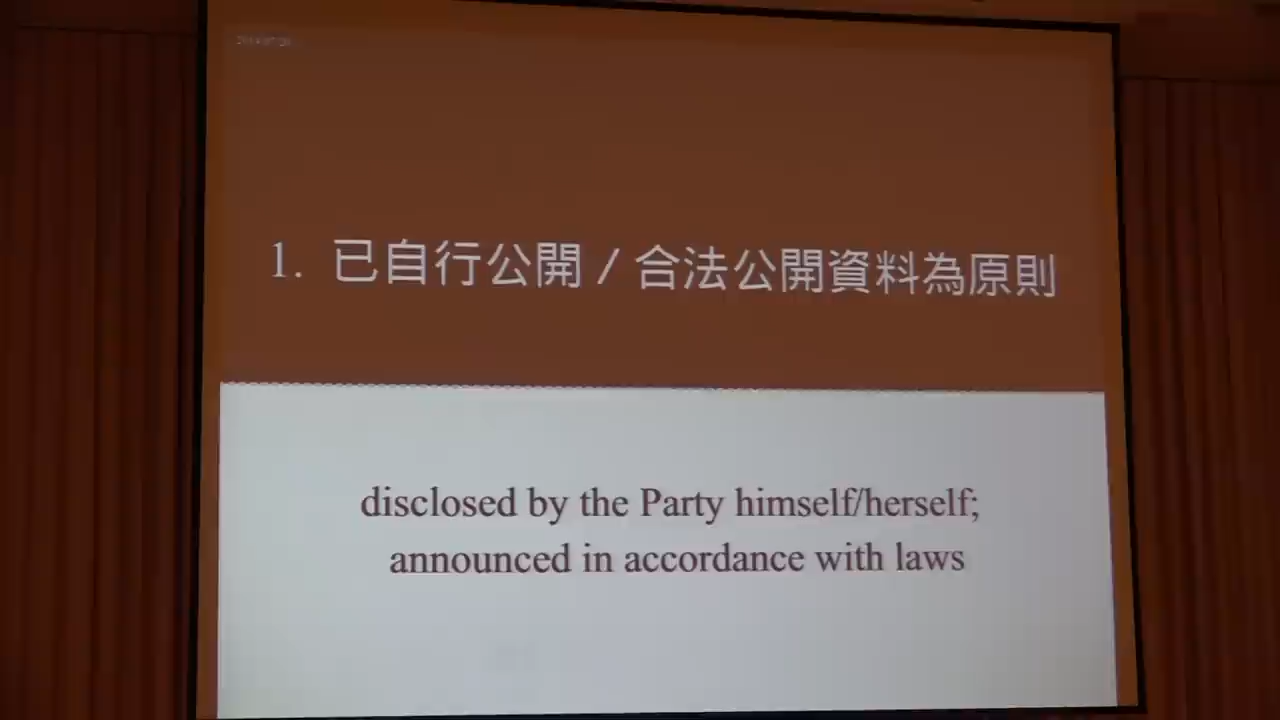 1. 已自行公開 / 合法公開資料為原則
disclosed by the Party himself/herself;
announced in accordance with laws